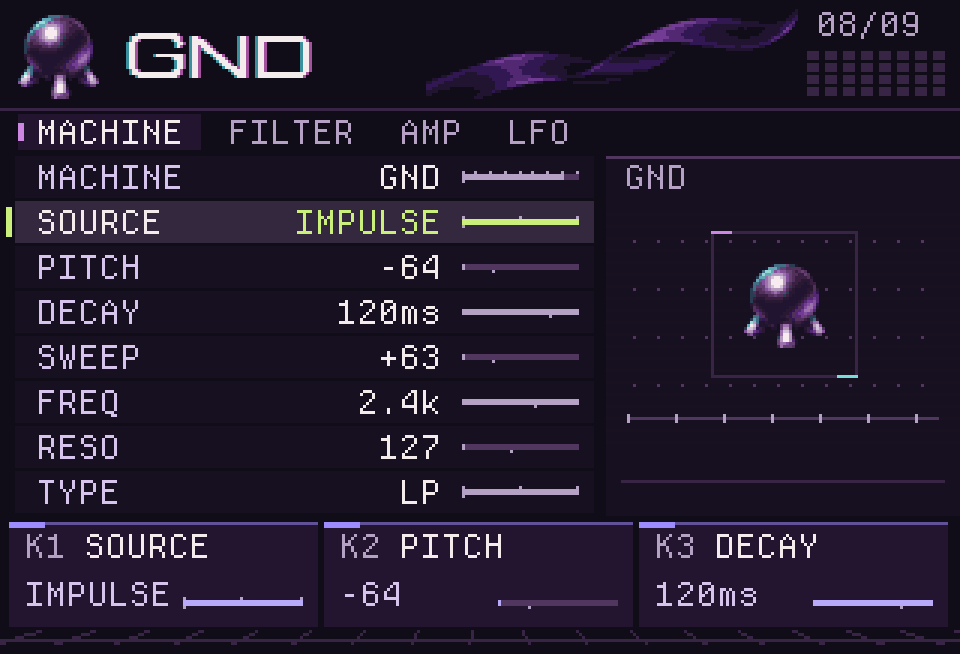 GND
08/09
MACHINE FILTER AMP LFO
MACHINE GND
SOURCE IMPULSE
PITCH -64
DECAY 120ms
SWEEP +63
FREQ 2.4k
RESO 127
TYPE LP
GND
K1 SOURCE
IMPULSE
K2 PITCH
-64
K3 DECAY
120ms